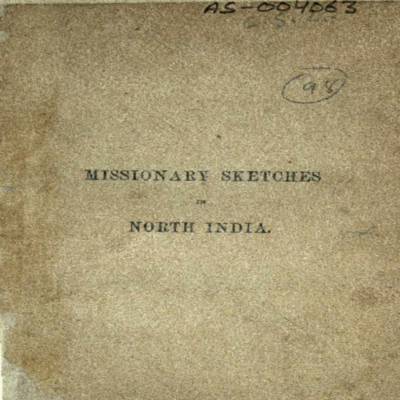 AS-004063
98
MISSIONARY SKETCHES
IN
NORTH INDIA.